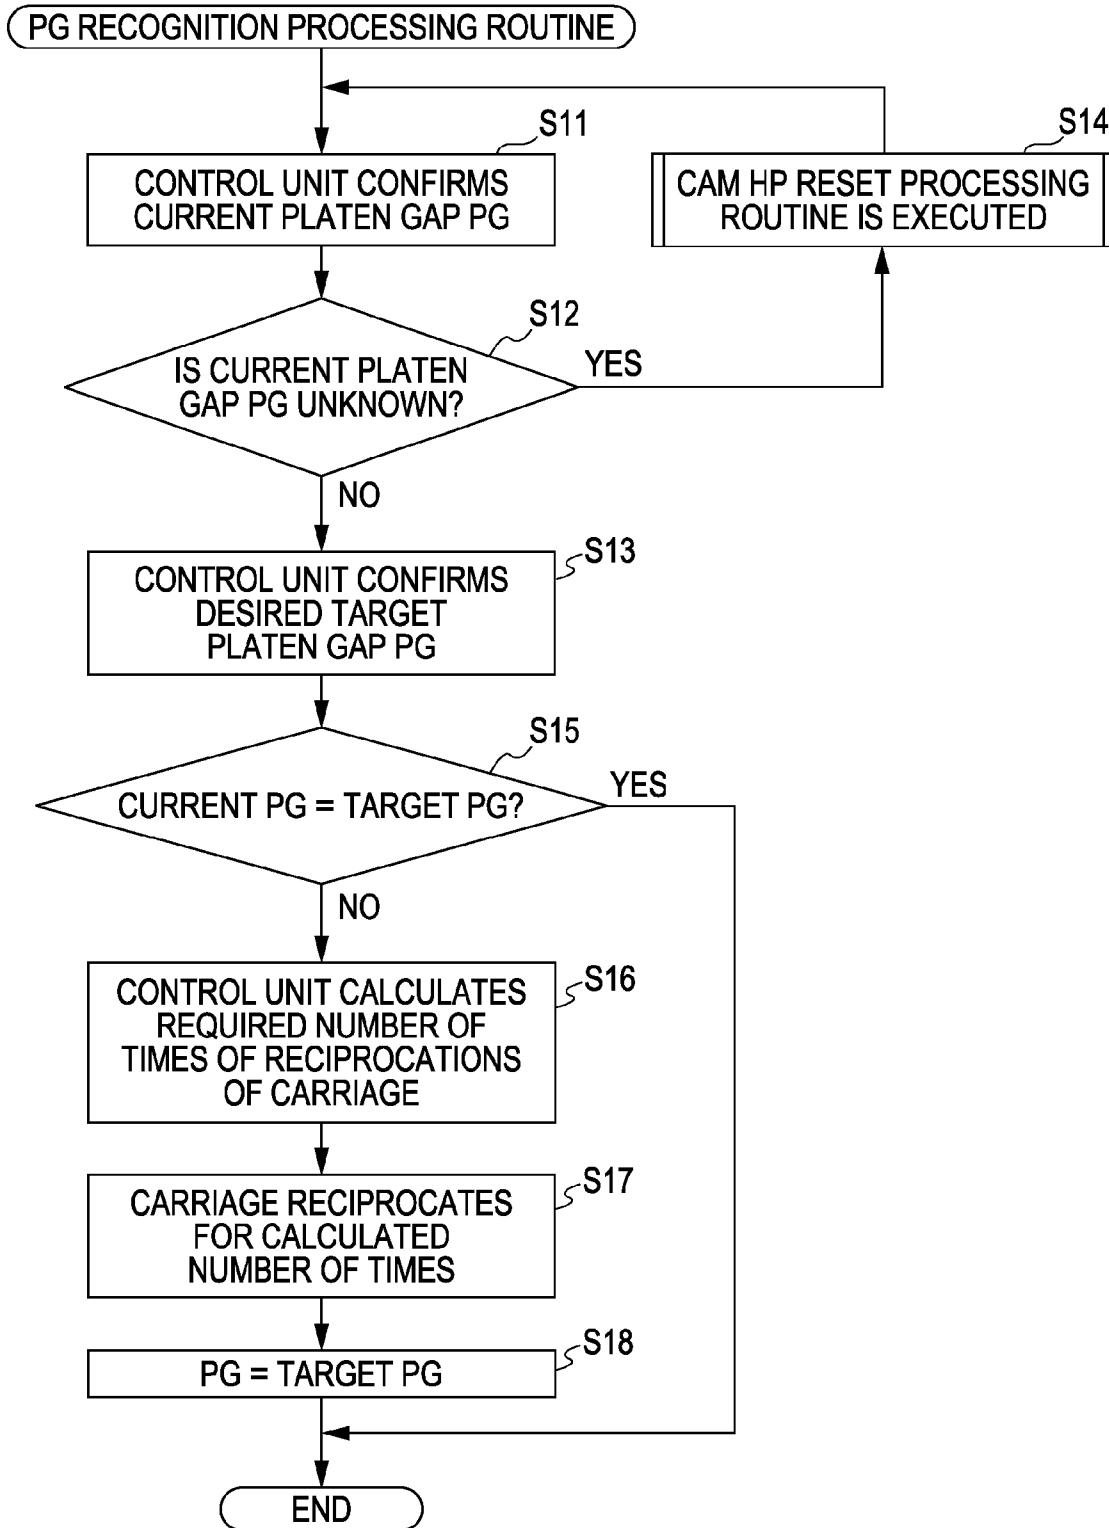 PG RECOGNITION PROCESSING ROUTINE
S11
CONTROL UNIT CONFIRMS
CURRENT PLATEN GAP PG
S14
CAM HP RESET PROCESSING
ROUTINE IS EXECUTED
S12
IS CURRENT PLATEN
GAP PG UNKNOWN?
YES
NO
S13
CONTROL UNIT CONFIRMS
DESIRED TARGET
PLATEN GAP PG
S15
CURRENT PG = TARGET PG?
YES
NO
S16
CONTROL UNIT CALCULATES
REQUIRED NUMBER OF
TIMES OF RECIPROCATIONS
OF CARRIAGE
S17
CARRIAGE RECIPROCATES
FOR CALCULATED
NUMBER OF TIMES
S18
PG = TARGET PG
END